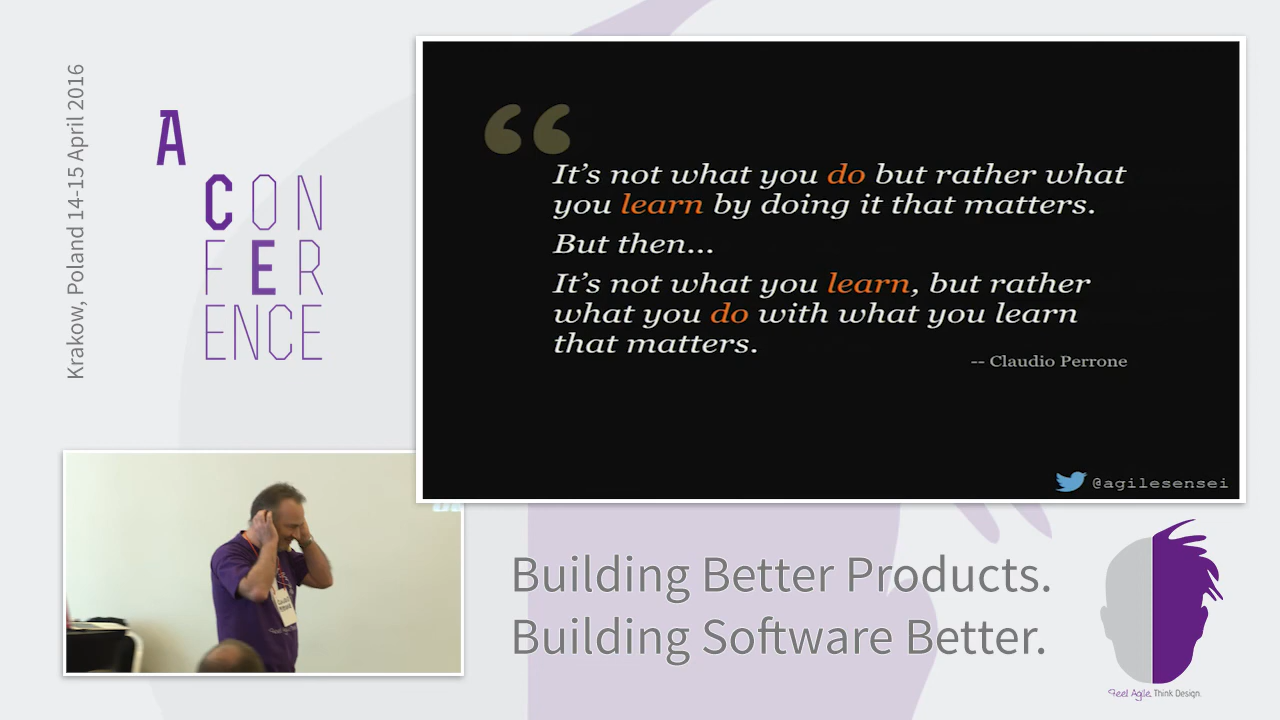 Krakow, Poland 14-15 April 2016
A
CON
FER
ENCE
“
It’s not what you do but rather what
you learn by doing it that matters.
But then...
It’s not what you learn, but rather
what you do with what you learn
that matters.
-- Claudio Perrone
@agilesensei
Building Better Products.
Building Software Better.
Feel Agile. Think Design.